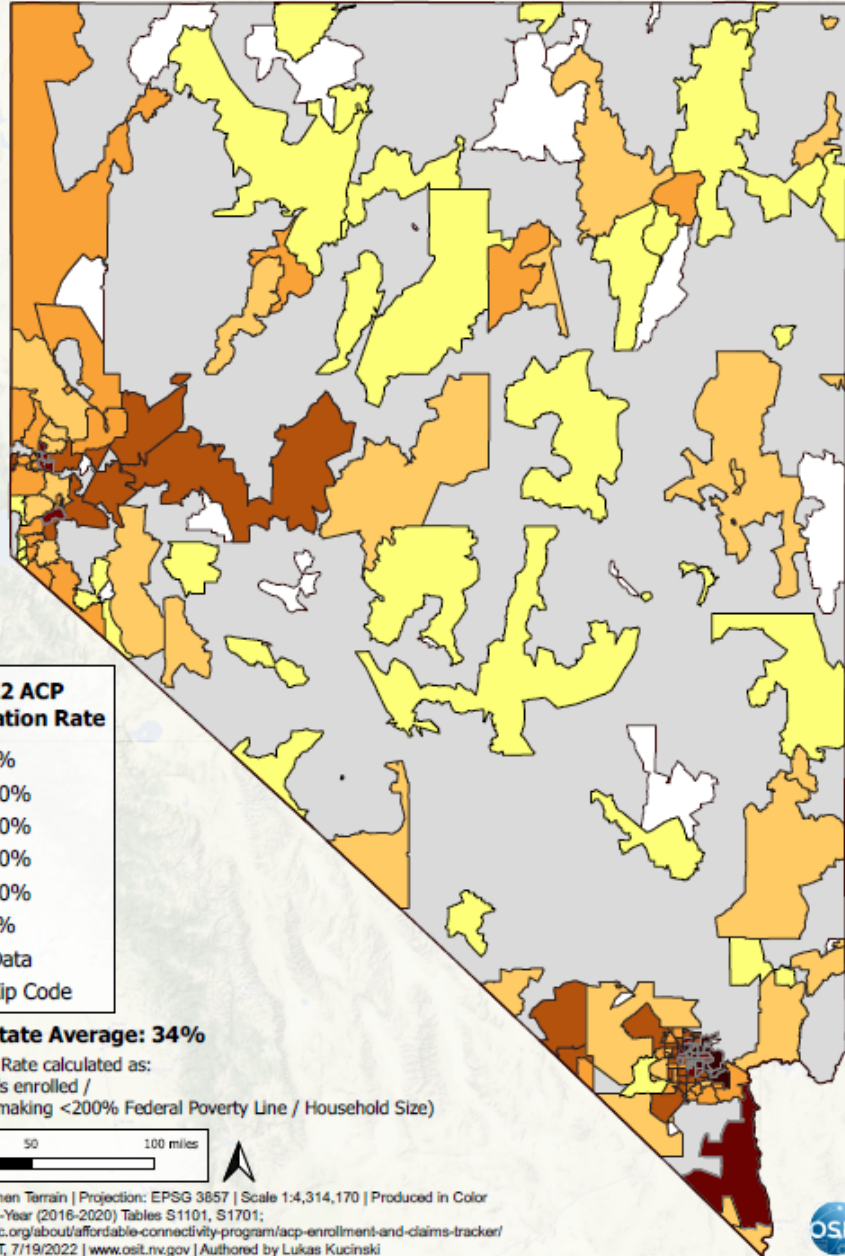 2 ACP
ation Rate
%
0%
0%
0%
0%
%
Data
ip Code
tate Average: 34%
Rate calculated as:
s enrolled /
making <200% Federal Poverty Line / Household Size)
50 100 miles
en Terrain | Projection: EPSG 3857 | Scale 1:4,314,170 | Produced in Color
-Year (2016-2020) Tables S1101, S1701;
c.org/about/affordable-connectivity-program/acp-enrollment-and-claims-tracker/
T, 7/19/2022 | www.osit.nv.gov | Authored by Lukas Kucinski
OSI